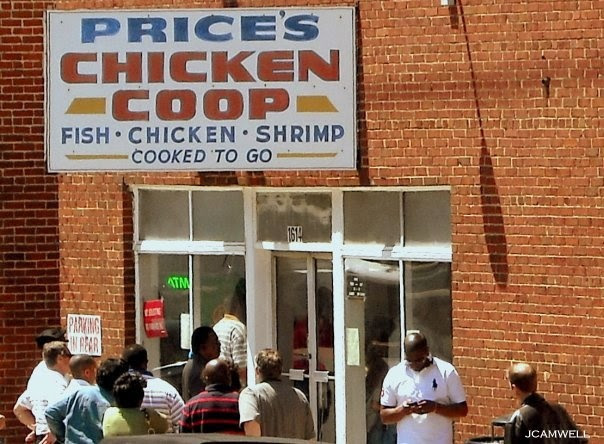 PRICE'S
CHICKEN
COOP
FISH · CHICKEN · SHRIMP
COOKED TO GO
1614
ATM
PARKING
IN REAR
JCAMWELL